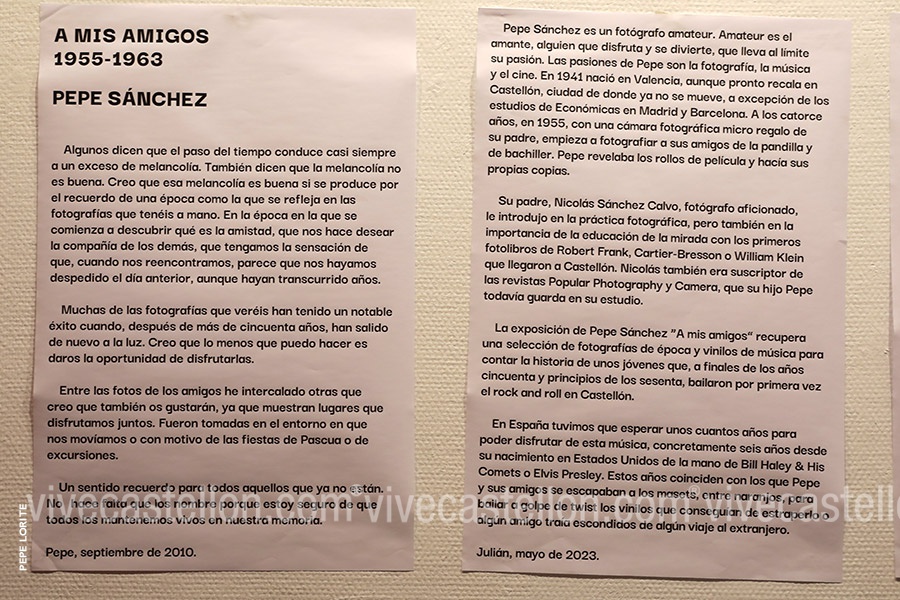 A MIS AMIGOS
1955-1963
PEPE SÁNCHEZ
Algunos dicen que el paso del tiempo conduce casi siempre
a un exceso de melancolía. También dicen que la melancolía no
es buena. Creo que esa melancolía es buena si se produce por
el recuerdo de una época como la que se refleja en las
fotografías que tenéis a mano. En la época en la que se
comienza a descubrir qué es la amistad, que nos hace desear
la compañía de los demás, que tengamos la sensación de
que, cuando nos reencontramos, parece que nos hayamos
despedido el día anterior, aunque hayan transcurrido años.
Muchas de las fotografías que veréis han tenido un notable
éxito cuando, después de más de cincuenta años, han salido
de nuevo a la luz. Creo que lo menos que puedo hacer es
daros la oportunidad de disfrutarlas.
Entre las fotos de los amigos he intercalado otras que
creo que también os gustarán, ya que muestran lugares que
disfrutamos juntos. Fueron tomadas en el entorno en que
nos movíamos o con motivo de las fiestas de Pascua o de
excursiones.
Un sentido recuerdo para todos aquellos que ya no están.
No hace falta que los nombre porque estoy seguro de que
todos los mantenemos vivos en nuestra memoria.
Pepe, septiembre de 2010.
Pepe Sánchez es un fotógrafo amateur. Amateur es el
amante, alguien que disfruta y se divierte, que lleva al límite
su pasión. Las pasiones de Pepe son la fotografía, la música
y el cine. En 1941 nació en Valencia, aunque pronto recala en
Castellón, ciudad de donde ya no se mueve, a excepción de los
estudios de Económicas en Madrid y Barcelona. A los catorce
años, en 1955, con una cámara fotográfica micro regalo de
su padre, empieza a fotografiar a sus amigos de la pandilla y
de bachiller. Pepe revelaba los rollos de película y hacía sus
propias copias.
Su padre, Nicolás Sánchez Calvo, fotógrafo aficionado,
le introdujo en la práctica fotográfica, pero también en la
importancia de la educación de la mirada con los primeros
fotolibros de Robert Frank, Cartier-Bresson o William Klein
que llegaron a Castellón. Nicolás también era suscriptor de
las revistas Popular Photography y Camera, que su hijo Pepe
todavía guarda en su estudio.
La exposición de Pepe Sánchez "A mis amigos" recupera
una selección de fotografías de época y vinilos de música para
contar la historia de unos jóvenes que, a finales de los años
cincuenta y principios de los sesenta, bailaron por primera vez
el rock and roll en Castellón.
En España tuvimos que esperar unos cuantos años para
poder disfrutar de esta música, concretamente seis años desde
su nacimiento en Estados Unidos de la mano de Bill Haley & His
Comets o Elvis Presley. Estos años coinciden con los que Pepe
y sus amigos se escapaban a los masets, entre naranjos, para
bailar a golpe de twist los vinilos que conseguían de estraperlo o
algún amigo traía escondidos de algún viaje al extranjero.
Julián, mayo de 2023.
vivecastellon.com vivecastellon.com vivecastelle
PEPE LORITE